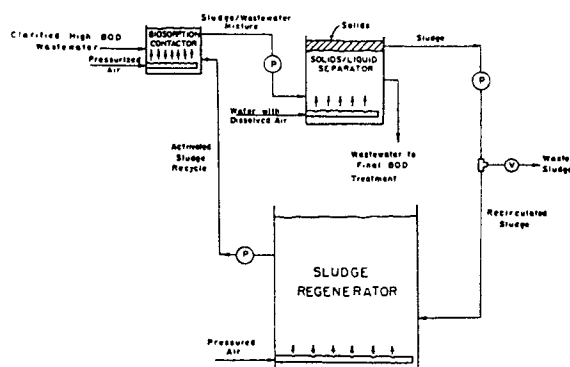 Sludge/Wastewater
Mixture
Solids
Clarified High BOD
Wastewater
BIOSORPTION
CONTACTOR
Pressurized
Air
P
SOLIDS/LIQUID
SEPARATOR
Sludge
P
Water with
Dissolved Air
Wastewater to
Final BOD
Treatment
V
Waste
Sludge
Activated
Sludge
Recycle
Recirculated
Sludge
P
SLUDGE
REGENERATOR
Pressured
Air